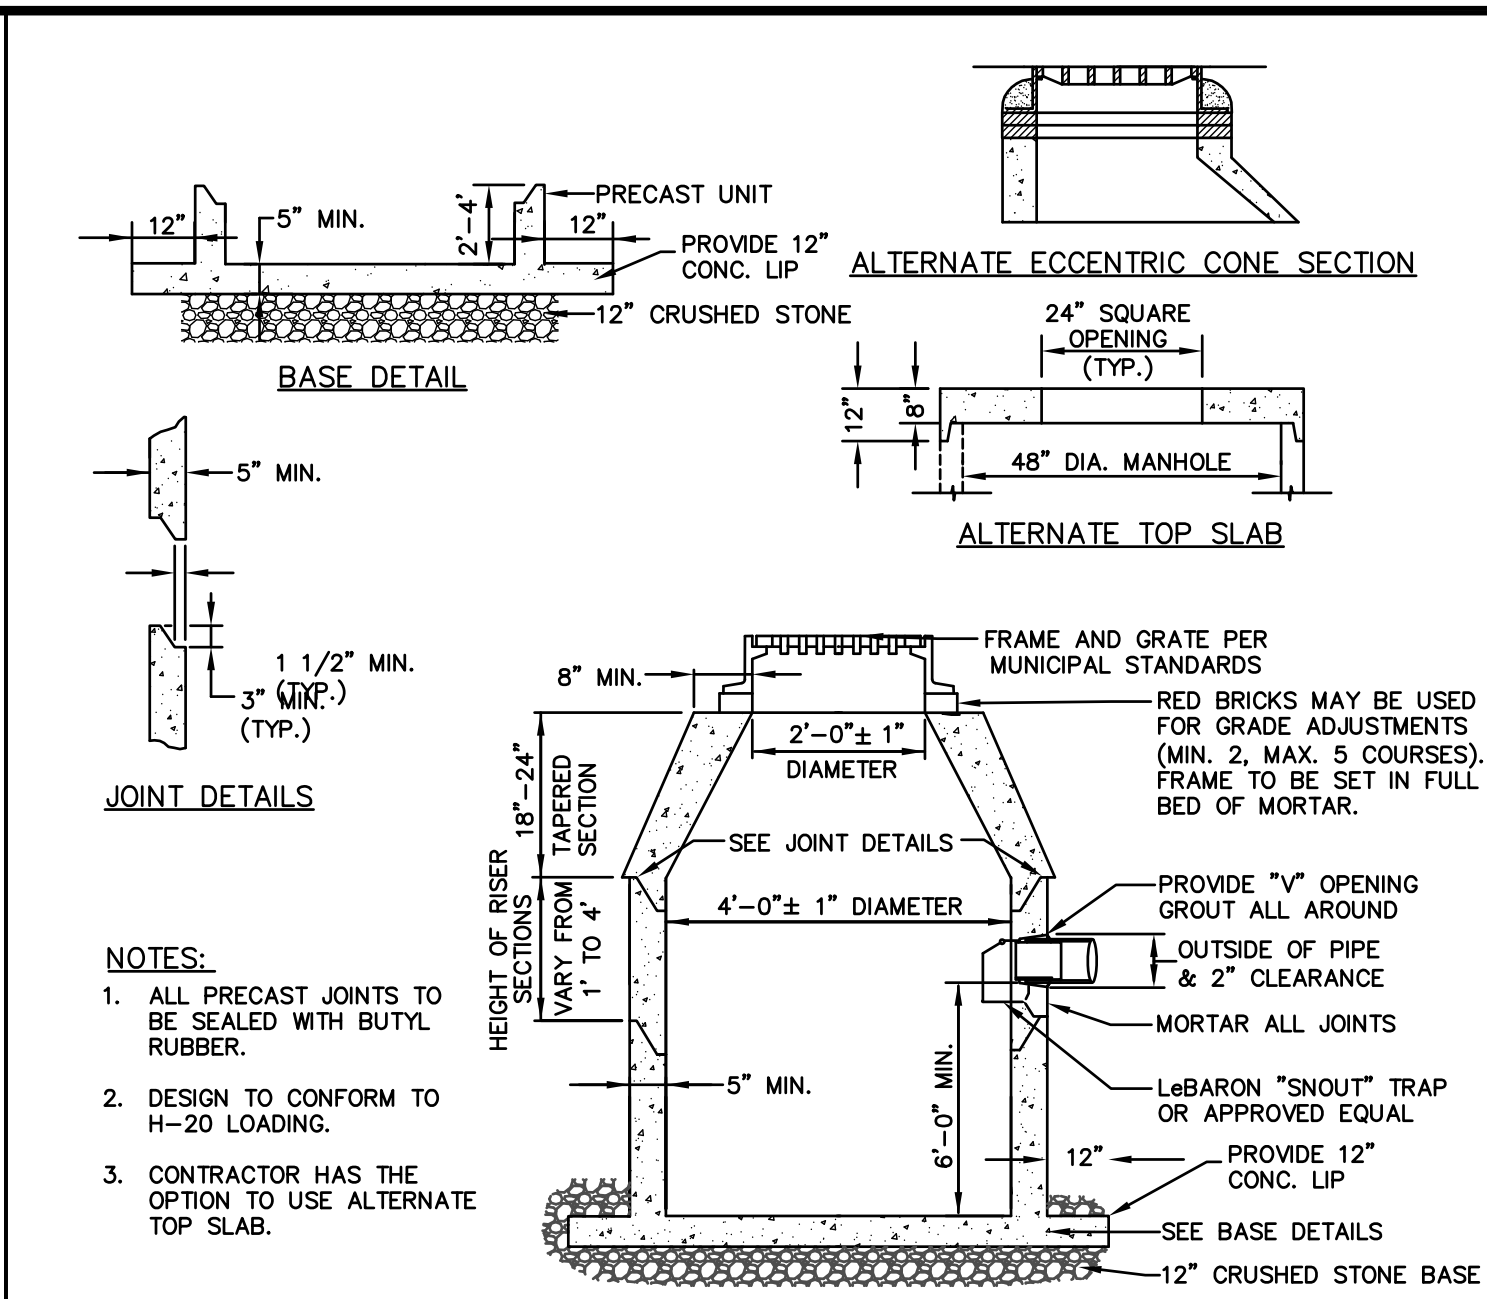 12"
5" MIN.
2'-4'
PRECAST UNIT
12"
PROVIDE 12"
CONC. LIP
12" CRUSHED STONE
BASE DETAIL
ALTERNATE ECCENTRIC CONE SECTION
24" SQUARE
OPENING
(TYP.)
12"
8"
48" DIA. MANHOLE
ALTERNATE TOP SLAB
5" MIN.
1 1/2" MIN.
(TYP.)
3" MIN.
(TYP.)
JOINT DETAILS
FRAME AND GRATE PER
MUNICIPAL STANDARDS
8" MIN.
RED BRICKS MAY BE USED
FOR GRADE ADJUSTMENTS
(MIN. 2, MAX. 5 COURSES).
FRAME TO BE SET IN FULL
BED OF MORTAR.
2'-0"± 1"
DIAMETER
18"-24"
TAPERED
SECTION
SEE JOINT DETAILS
HEIGHT OF RISER
SECTIONS
VARY FROM
1' TO 4'
4'-0"± 1" DIAMETER
PROVIDE "V" OPENING
GROUT ALL AROUND
OUTSIDE OF PIPE
& 2" CLEARANCE
MORTAR ALL JOINTS
5" MIN.
6'-0" MIN.
LeBARON "SNOUT" TRAP
OR APPROVED EQUAL
12"
PROVIDE 12"
CONC. LIP
SEE BASE DETAILS
12" CRUSHED STONE BASE
NOTES:
1. ALL PRECAST JOINTS TO
BE SEALED WITH BUTYL
RUBBER.
2. DESIGN TO CONFORM TO
H-20 LOADING.
3. CONTRACTOR HAS THE
OPTION TO USE ALTERNATE
TOP SLAB.